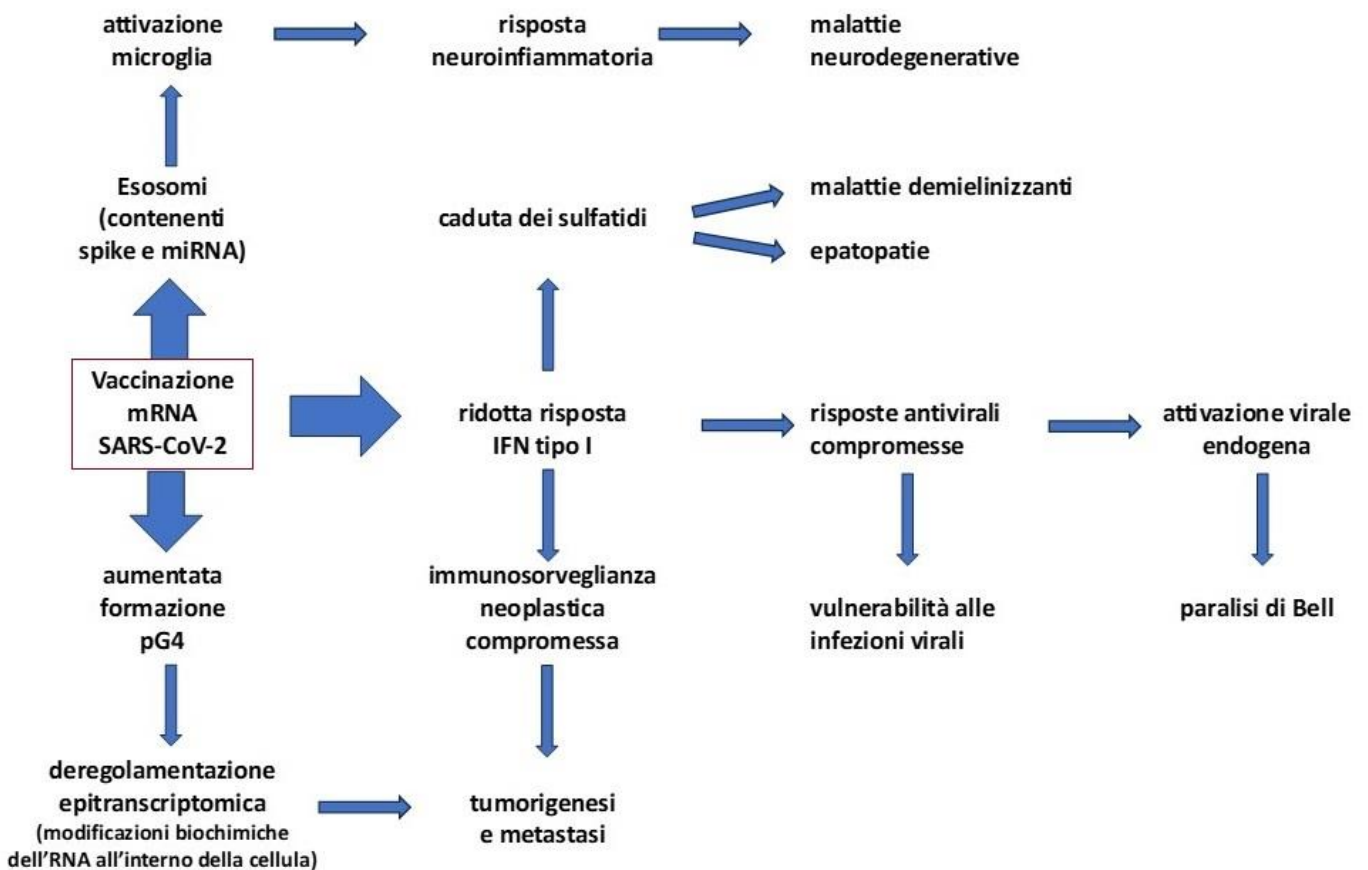 attivazione
microglia
risposta
neuroinfiammatoria
malattie
neurodegenerative
Esosomi
(contenenti
spike e miRNA)
caduta dei sulfatidi
malattie demielinizzanti
epatopatie
Vaccinazione
mRNA
SARS-CoV-2
ridotta risposta
IFN tipo I
risposte antivirali
compromesse
attivazione virale
endogena
aumentata
formazione
pG4
immunosorveglianza
neoplastica
compromessa
vulnerabilità alle
infezioni virali
paralisi di Bell
deregolamentazione
epitranscriptomica
(modificazioni biochimiche
dell'RNA all'interno della cellula)
tumorigenesi
e metastasi